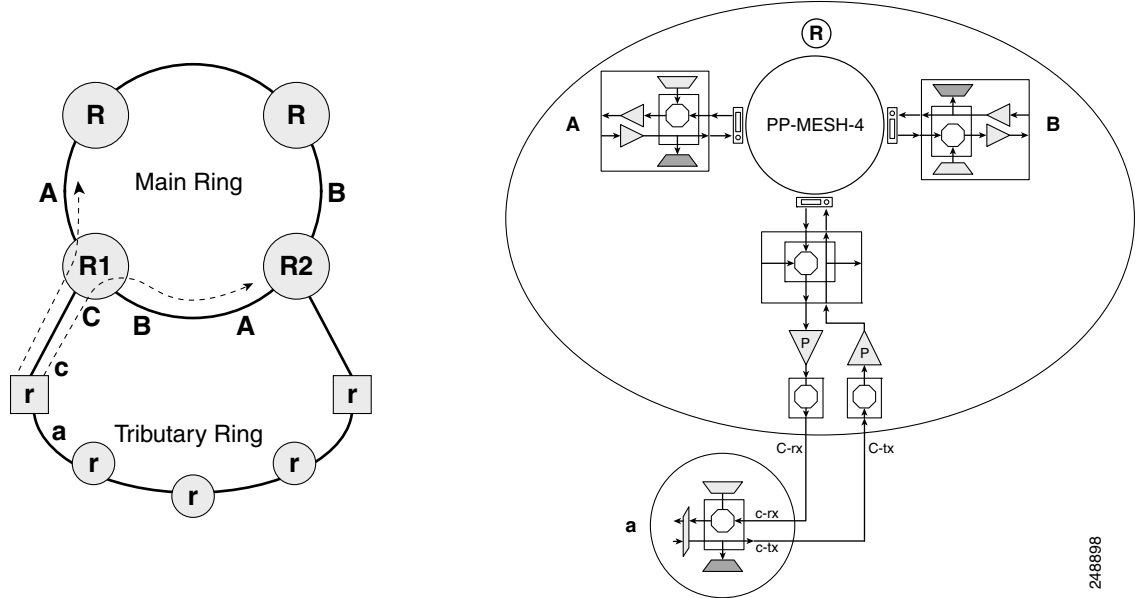 R
R
A
Main Ring
B
R1
R2
C
B
A
c
r
r
a
Tributary Ring
r
r
r
R
A
PP-MESH-4
B
P
P
C-rx
C-tx
c-rx
a
c-tx
248898